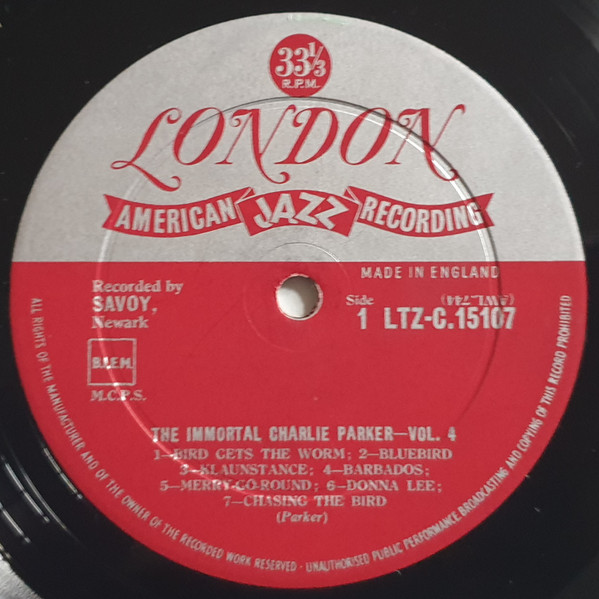 33⅓
R.P.M.
LONDON
AMERICAN JAZZ RECORDING
MADE IN ENGLAND
Recorded by
SAVOY,
Newark
Side
1
(AWL.744)
LTZ-C.15107
B.I.E.M.
M.C.P.S.
THE IMMORTAL CHARLIE PARKER—VOL. 4
1—BIRD GETS THE WORM; 2—BLUEBIRD
3—KLAUNSTANCE; 4—BARBADOS;
5—MERRY-GO-ROUND; 6—DONNA LEE;
7—CHASING THE BIRD
(Parker)
ALL RIGHTS OF THE MANUFACTURER AND OF THE OWNER OF THE RECORDED WORK RESERVED · UNAUTHORISED PUBLIC PERFORMANCE BROADCASTING AND COPYING OF THIS RECORD PROHIBITED